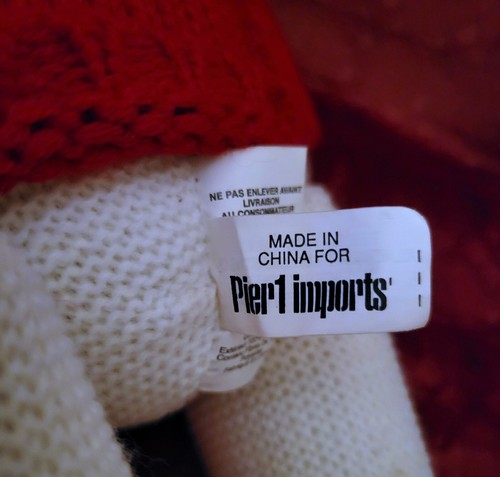 NE PAS ENLEVER AVANT
LIVRAISON
AU CONSOMMATEUR
MADE IN
CHINA FOR
Pier1 imports